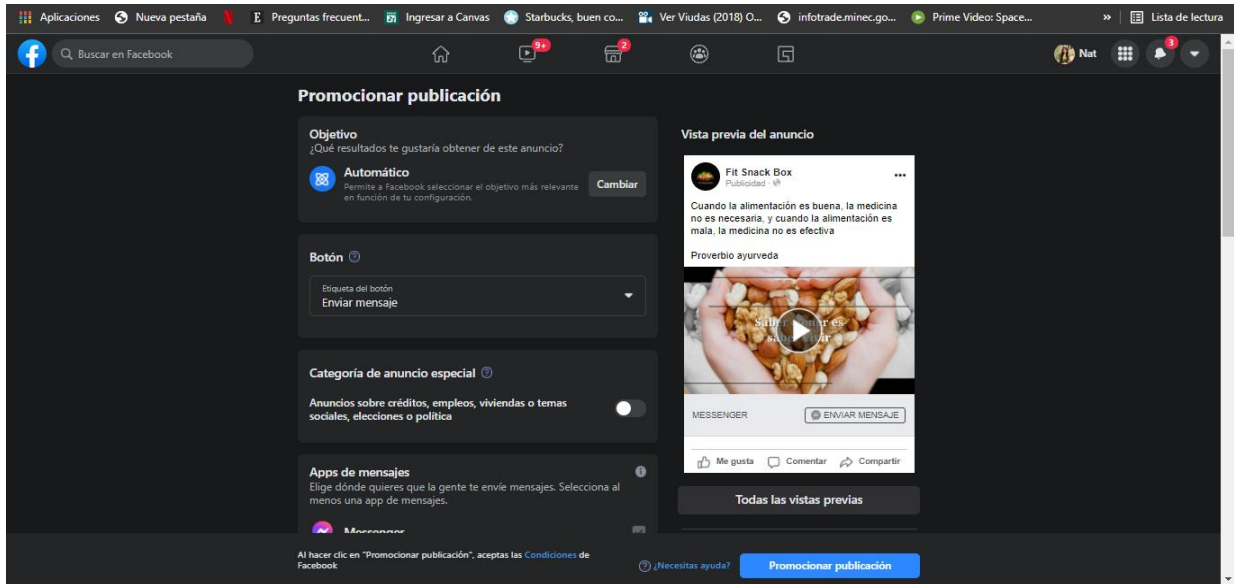 Aplicaciones
Nueva pestaña
Preguntas frecuent...
Ingresar a Canvas
Starbucks, buen co...
Ver Viudas (2018) O...
infotrade.minec.go...
Prime Video: Space...
»
Lista de lectura
Buscar en Facebook
9+
2
Nat
3
Promocionar publicación
Objetivo
¿Qué resultados te gustaría obtener de este anuncio?
Automático
Permite a Facebook seleccionar el objetivo más relevante
en función de tu configuración.
Cambiar
Botón
Etiqueta del botón
Enviar mensaje
Categoría de anuncio especial
Anuncios sobre créditos, empleos, viviendas o temas
sociales, elecciones o política
Apps de mensajes
Elige dónde quieres que la gente te envíe mensajes. Selecciona al
menos una app de mensajes.
Messenger
Vista previa del anuncio
Fit Snack Box
Publicidad ·
Cuando la alimentación es buena, la medicina
no es necesaria, y cuando la alimentación es
mala, la medicina no es efectiva
Proverbio ayurveda
Saber comer es
saber vivir
MESSENGER
ENVIAR MENSAJE
Me gusta
Comentar
Compartir
Todas las vistas previas
Al hacer clic en "Promocionar publicación", aceptas las Condiciones de
Facebook
¿Necesitas ayuda?
Promocionar publicación